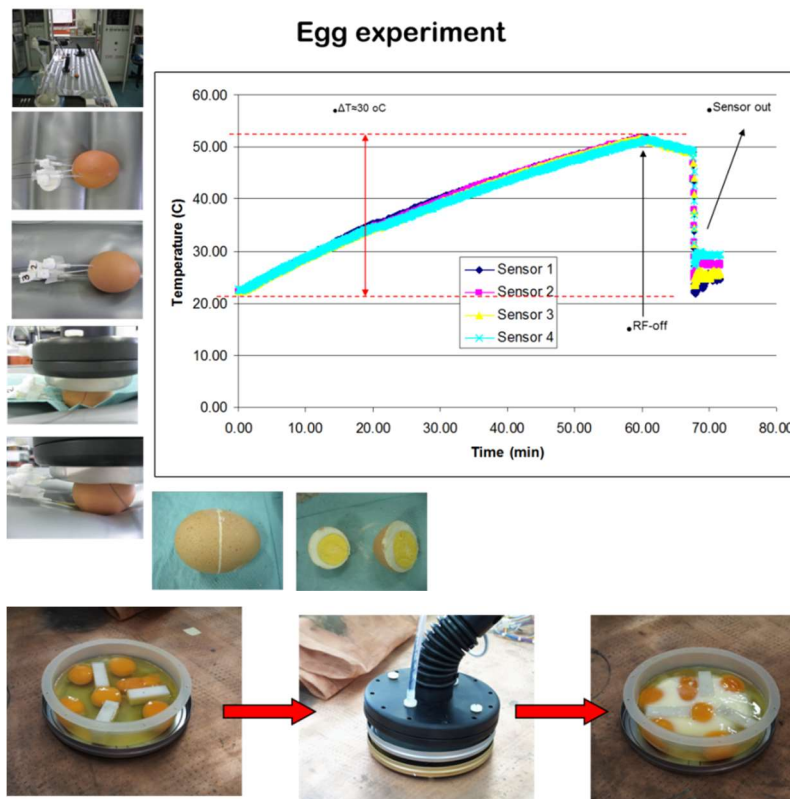 Egg experiment
•ΔT≈30 oC
•Sensor out
60.00
50.00
40.00
30.00
20.00
10.00
0.00
Temperature (C)
Sensor 1
Sensor 2
Sensor 3
Sensor 4
•RF-off
0.00 10.00 20.00 30.00 40.00 50.00 60.00 70.00 80.00
Time (min)
2
3